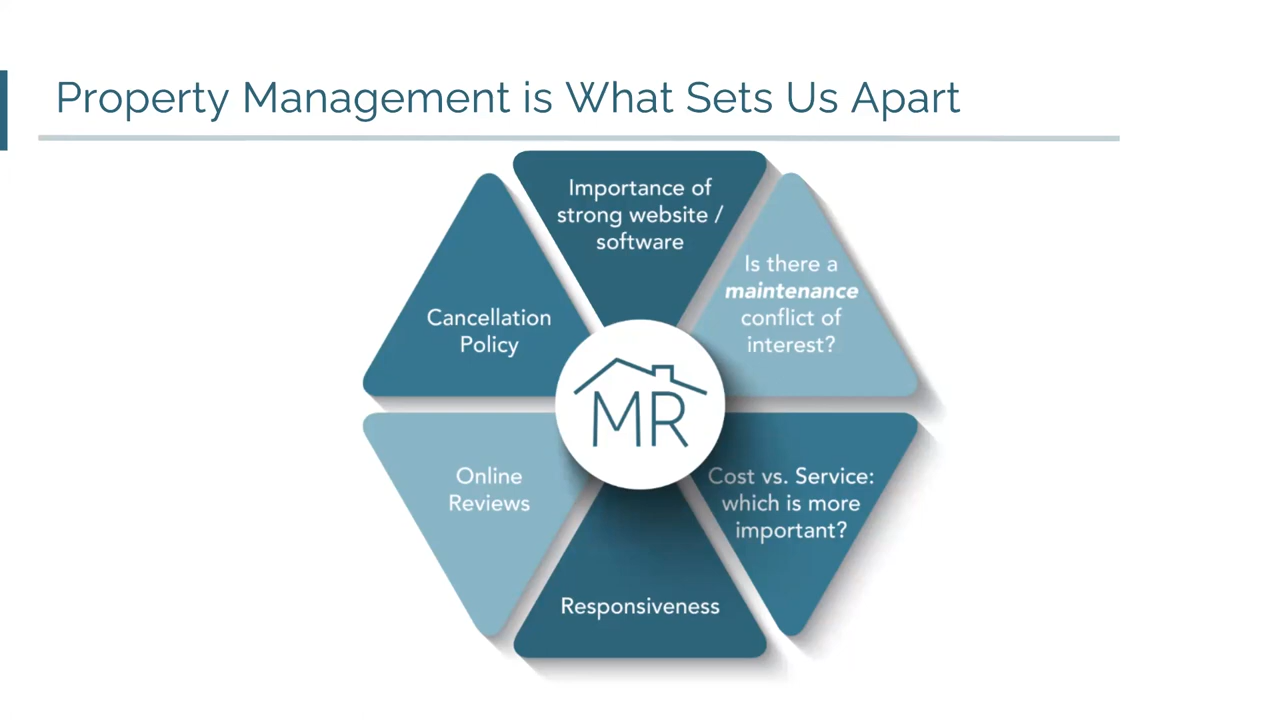 Property Management is What Sets Us Apart
Importance of
strong website /
software
Is there a
maintenance
conflict of
interest?
Cost vs. Service:
which is more
important?
Responsiveness
Online
Reviews
Cancellation
Policy
MR